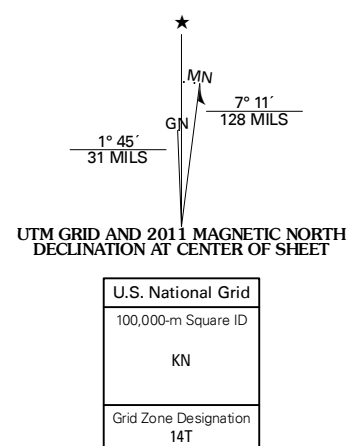 MN
GN
7° 11´
128 MILS
1° 45´
31 MILS
UTM GRID AND 2011 MAGNETIC NORTH
DECLINATION AT CENTER OF SHEET
U.S. National Grid
100,000-m Square ID
KN
Grid Zone Designation
14T